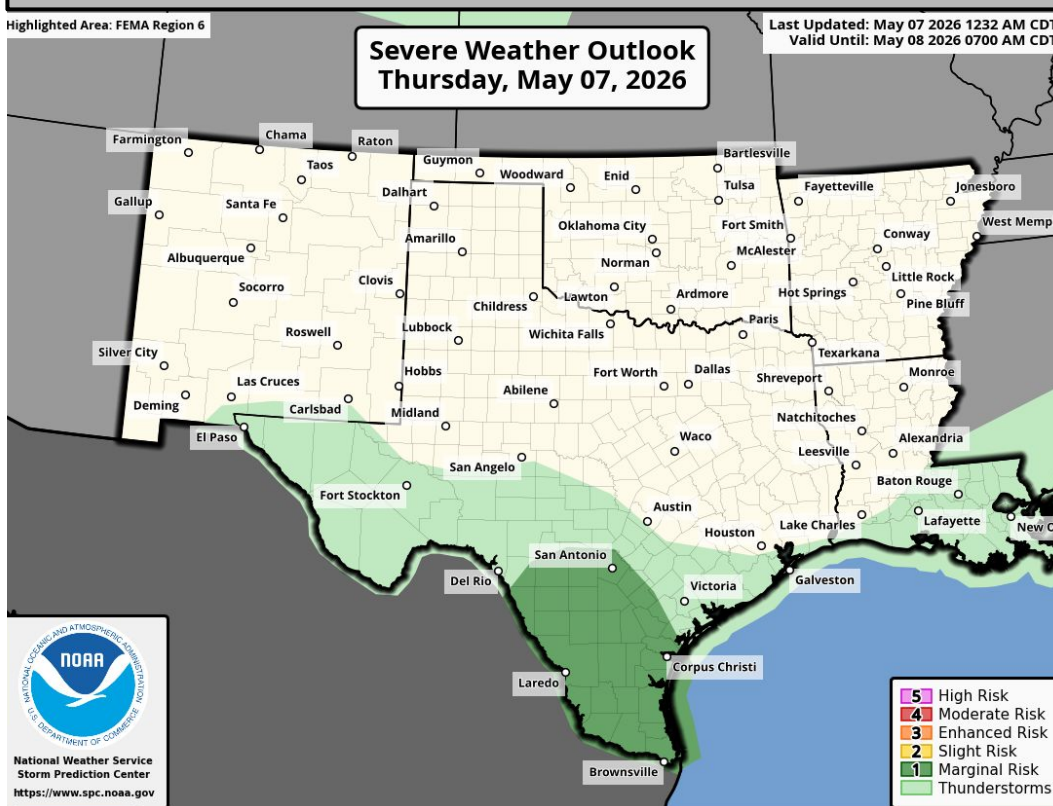 Highlighted Area: FEMA Region 6
Last Updated: May 07 2026 1232 AM CDT
Valid Until: May 08 2026 0700 AM CDT
Severe Weather Outlook
Thursday, May 07, 2026
Farmington
Chama
Raton
Taos
Guymon
Woodward
Enid
Bartlesville
Tulsa
Fayetteville
Jonesboro
Gallup
Santa Fe
Dalhart
Albuquerque
Amarillo
Oklahoma City
Fort Smith
West Memp
Conway
Norman
McAlester
Little Rock
Socorro
Clovis
Childress
Lawton
Ardmore
Hot Springs
Pine Bluff
Roswell
Lubbock
Wichita Falls
Paris
Texarkana
Silver City
Las Cruces
Hobbs
Fort Worth
Dallas
Shreveport
Monroe
Deming
Carlsbad
Midland
Abilene
Natchitoches
El Paso
Waco
Leesville
Alexandria
San Angelo
Baton Rouge
Fort Stockton
Austin
Houston
Lake Charles
Lafayette
New O
San Antonio
Del Rio
Victoria
Galveston
Corpus Christi
Laredo
Brownsville
NATIONAL OCEANIC AND ATMOSPHERIC ADMINISTRATION
NOAA
U.S. DEPARTMENT OF COMMERCE
National Weather Service
Storm Prediction Center
https://www.spc.noaa.gov
5 High Risk
4 Moderate Risk
3 Enhanced Risk
2 Slight Risk
1 Marginal Risk
Thunderstorms